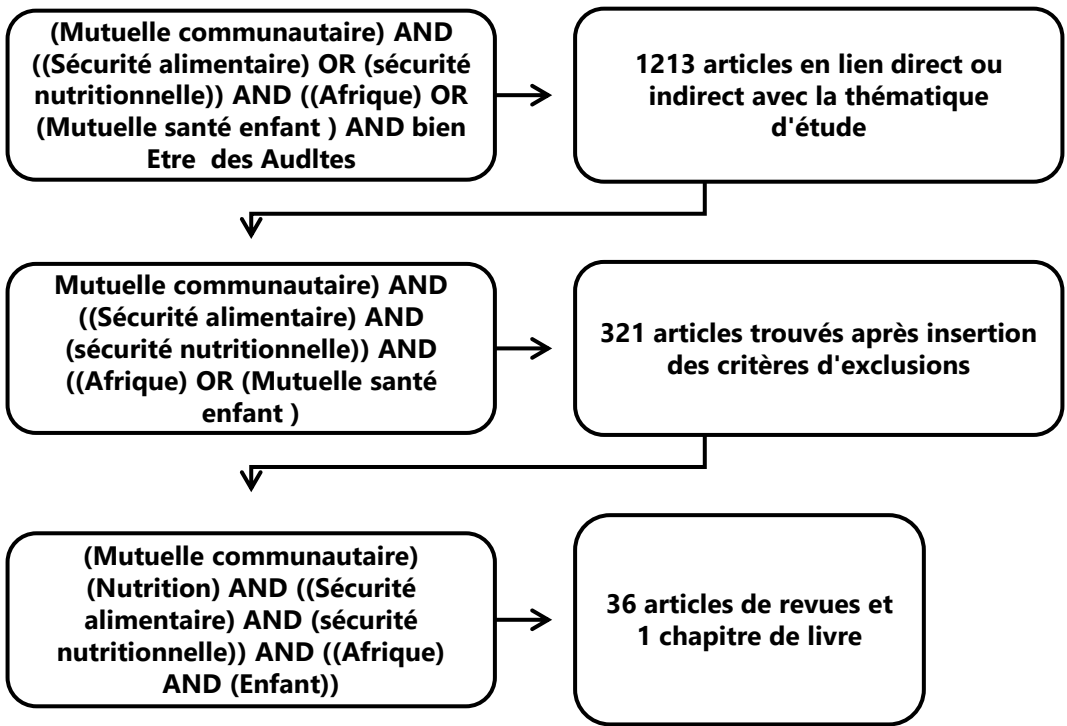 (Mutuelle communautaire) AND
((Sécurité alimentaire) OR (sécurité
nutritionnelle)) AND ((Afrique) OR
(Mutuelle santé enfant ) AND bien
Etre des Audltes
1213 articles en lien direct ou
indirect avec la thématique
d'étude
Mutuelle communautaire) AND
((Sécurité alimentaire) AND
(sécurité nutritionnelle)) AND
((Afrique) OR (Mutuelle santé
enfant )
321 articles trouvés après insertion
des critères d'exclusions
(Mutuelle communautaire)
(Nutrition) AND ((Sécurité
alimentaire) AND (sécurité
nutritionnelle)) AND ((Afrique)
AND (Enfant))
36 articles de revues et
1 chapitre de livre